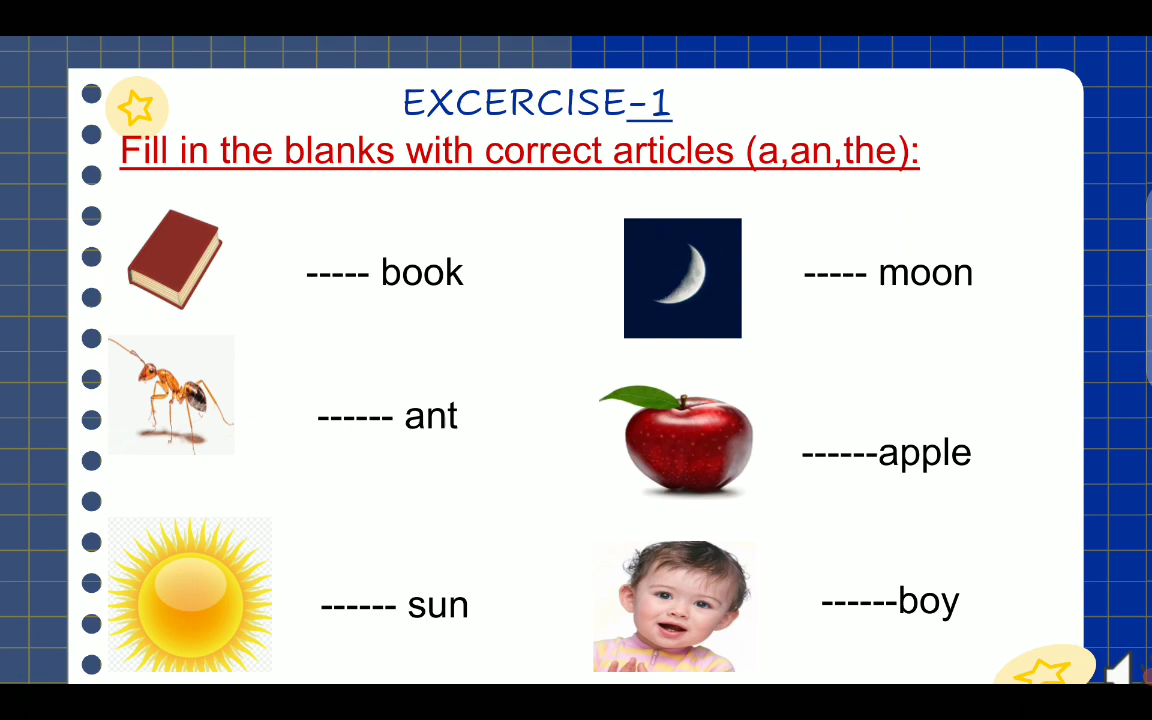 EXCERCISE-1
Fill in the blanks with correct articles (a,an,the):
----- book
----- moon
------ ant
------apple
------ sun
------boy